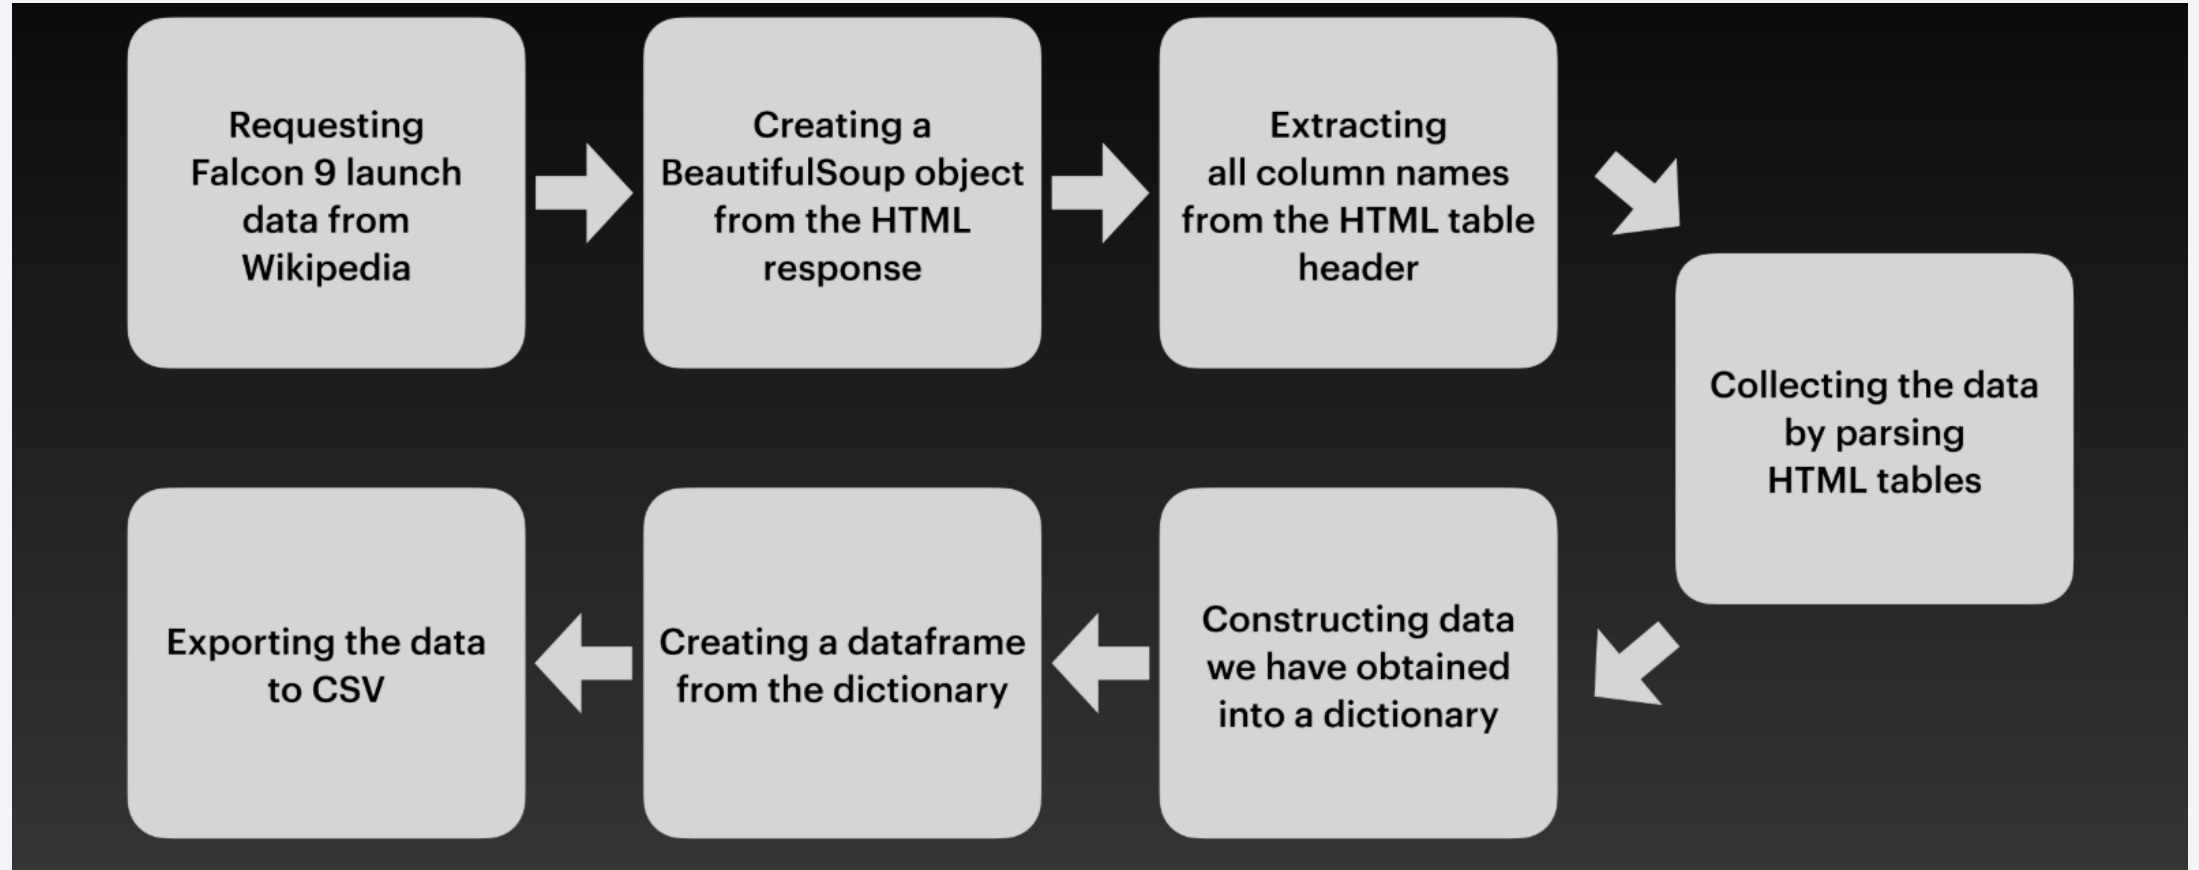 Requesting
Falcon 9 launch
data from
Wikipedia
Creating a
BeautifulSoup object
from the HTML
response
Extracting
all column names
from the HTML table
header
Collecting the data
by parsing
HTML tables
Constructing data
we have obtained
into a dictionary
Creating a dataframe
from the dictionary
Exporting the data
to CSV